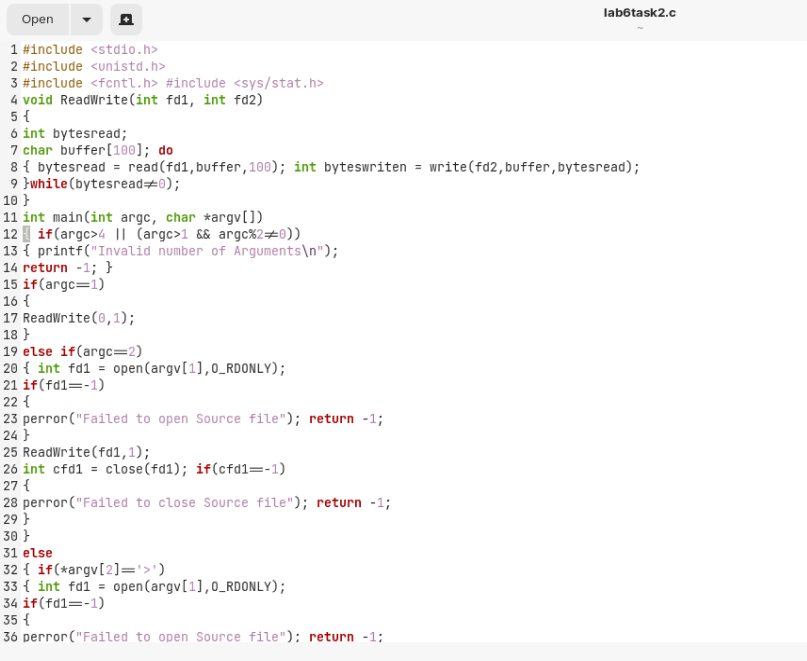 Open
lab6task2.c
~
1 #include <stdio.h>
2 #include <unistd.h>
3 #include <fcntl.h> #include <sys/stat.h>
4 void ReadWrite(int fd1, int fd2)
5 {
6 int bytesread;
7 char buffer[100]; do
8 { bytesread = read(fd1,buffer,100); int byteswriten = write(fd2,buffer,bytesread);
9 }while(bytesread!=0);
10 }
11 int main(int argc, char *argv[])
12 { if(argc>4 || (argc>1 && argc%2!=0))
13 { printf("Invalid number of Arguments\n");
14 return -1; }
15 if(argc==1)
16 {
17 ReadWrite(0,1);
18 }
19 else if(argc==2)
20 { int fd1 = open(argv[1],O_RDONLY);
21 if(fd1==-1)
22 {
23 perror("Failed to open Source file"); return -1;
24 }
25 ReadWrite(fd1,1);
26 int cfd1 = close(fd1); if(cfd1==-1)
27 {
28 perror("Failed to close Source file"); return -1;
29 }
30 }
31 else
32 { if(*argv[2]=='>')
33 { int fd1 = open(argv[1],O_RDONLY);
34 if(fd1==-1)
35 {
36 perror("Failed to open Source file"); return -1;